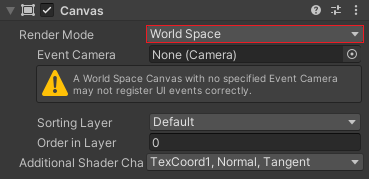 Canvas
Render Mode World Space
Event Camera None (Camera)
A World Space Canvas with no specified Event Camera
may not register UI events correctly.
Sorting Layer Default
Order in Layer 0
Additional Shader Cha TexCoord1, Normal, Tangent